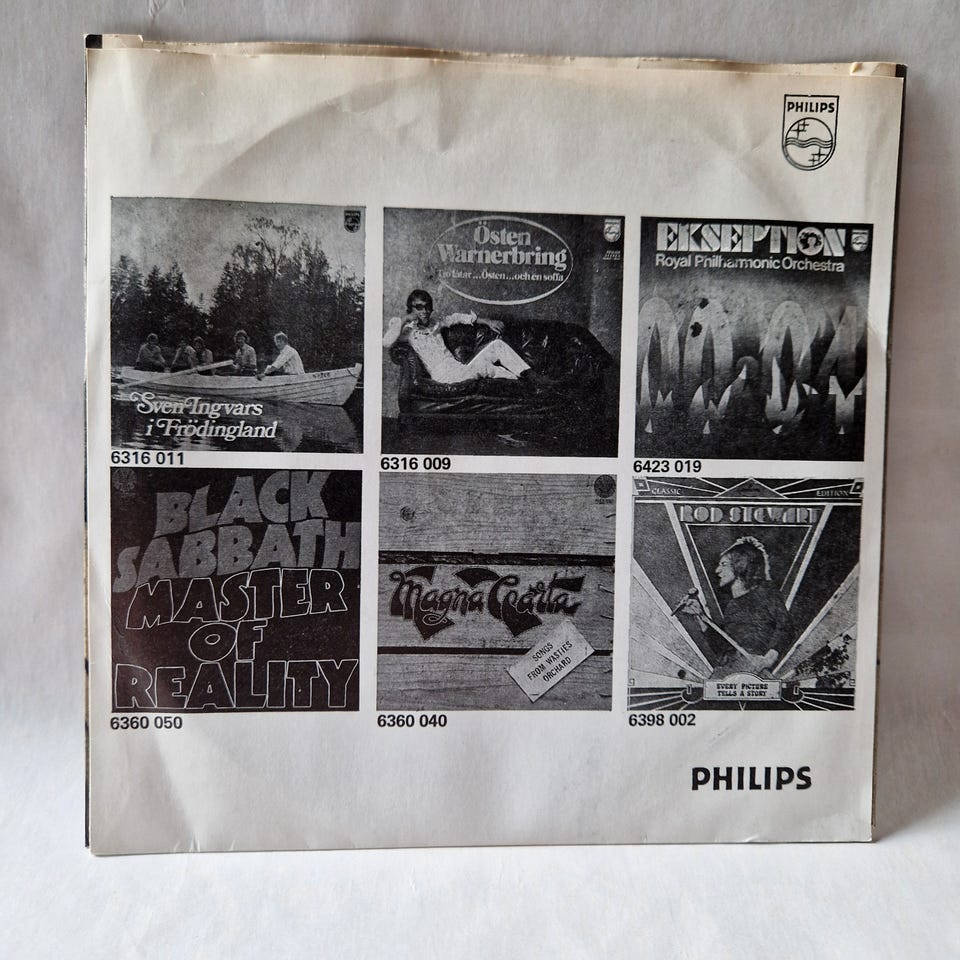 PHILIPS
Sven Ingvars
i Frödingland
6316 011
Östen
Warnerbring
Två låtar...Östen...och en soffa
6316 009
EKSEPTION
Royal Philharmonic Orchestra
00.04
6423 019
BLACK
SABBATH
MASTER
OF
REALITY
6360 050
Magna Carta
SONGS
FROM WASTIES
ORCHARD
6360 040
CLASSIC EDITION
ROD STEWART
EVERY PICTURE
TELLS A STORY
6398 002
PHILIPS